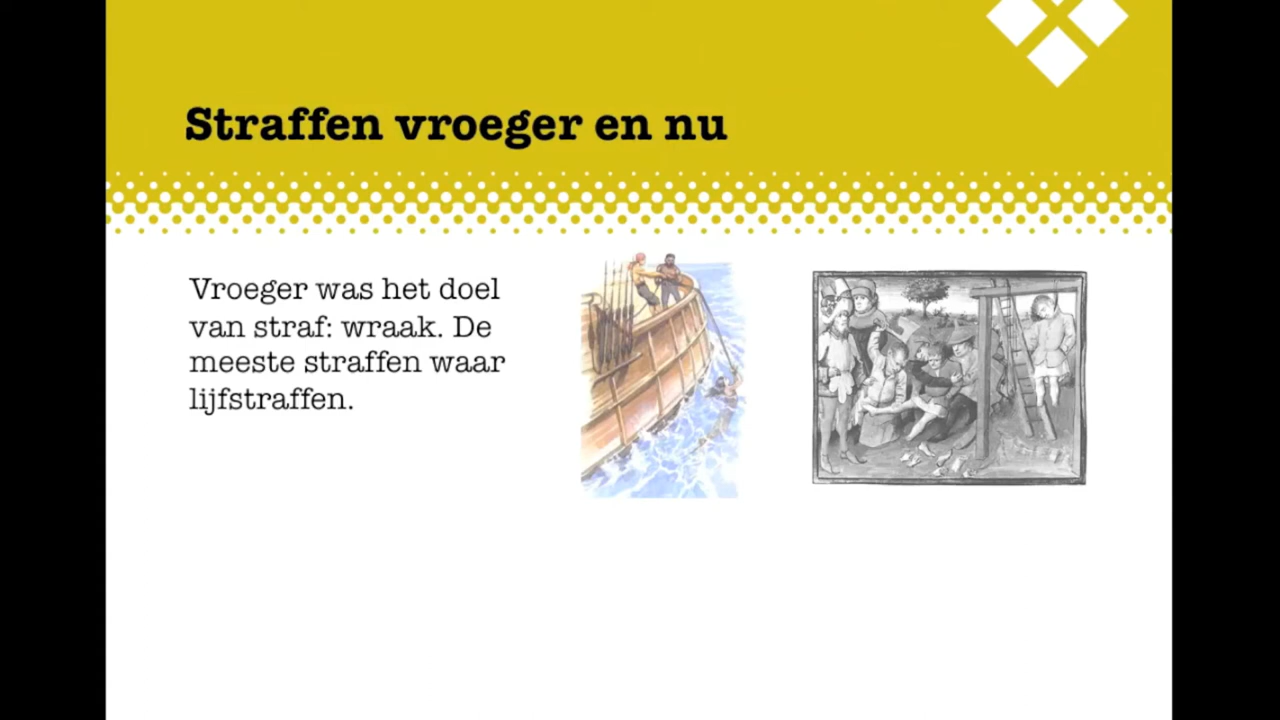 Straffen vroeger en nu
Vroeger was het doel
van straf: wraak. De
meeste straffen waar
lijfstraffen.